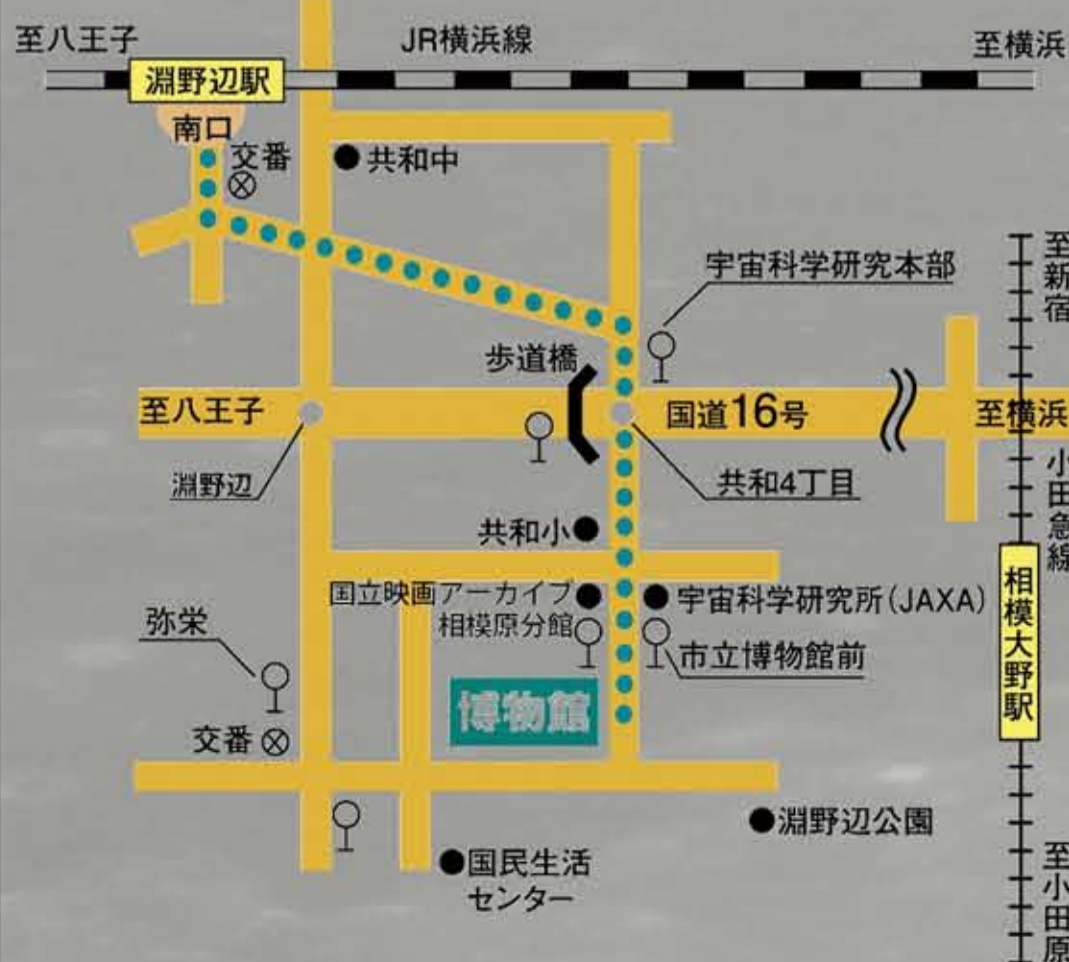 至八王子
JR横浜線
至横浜
淵野辺駅
南口
交番
共和中
宇宙科学研究本部
至新宿
歩道橋
至八王子
国道16号
至横浜
淵野辺
共和4丁目
小田急線
共和小
国立映画アーカイブ
相模原分館
宇宙科学研究所(JAXA)
相模大野駅
弥栄
市立博物館前
博物館
交番
淵野辺公園
国民生活
センター
至小田原